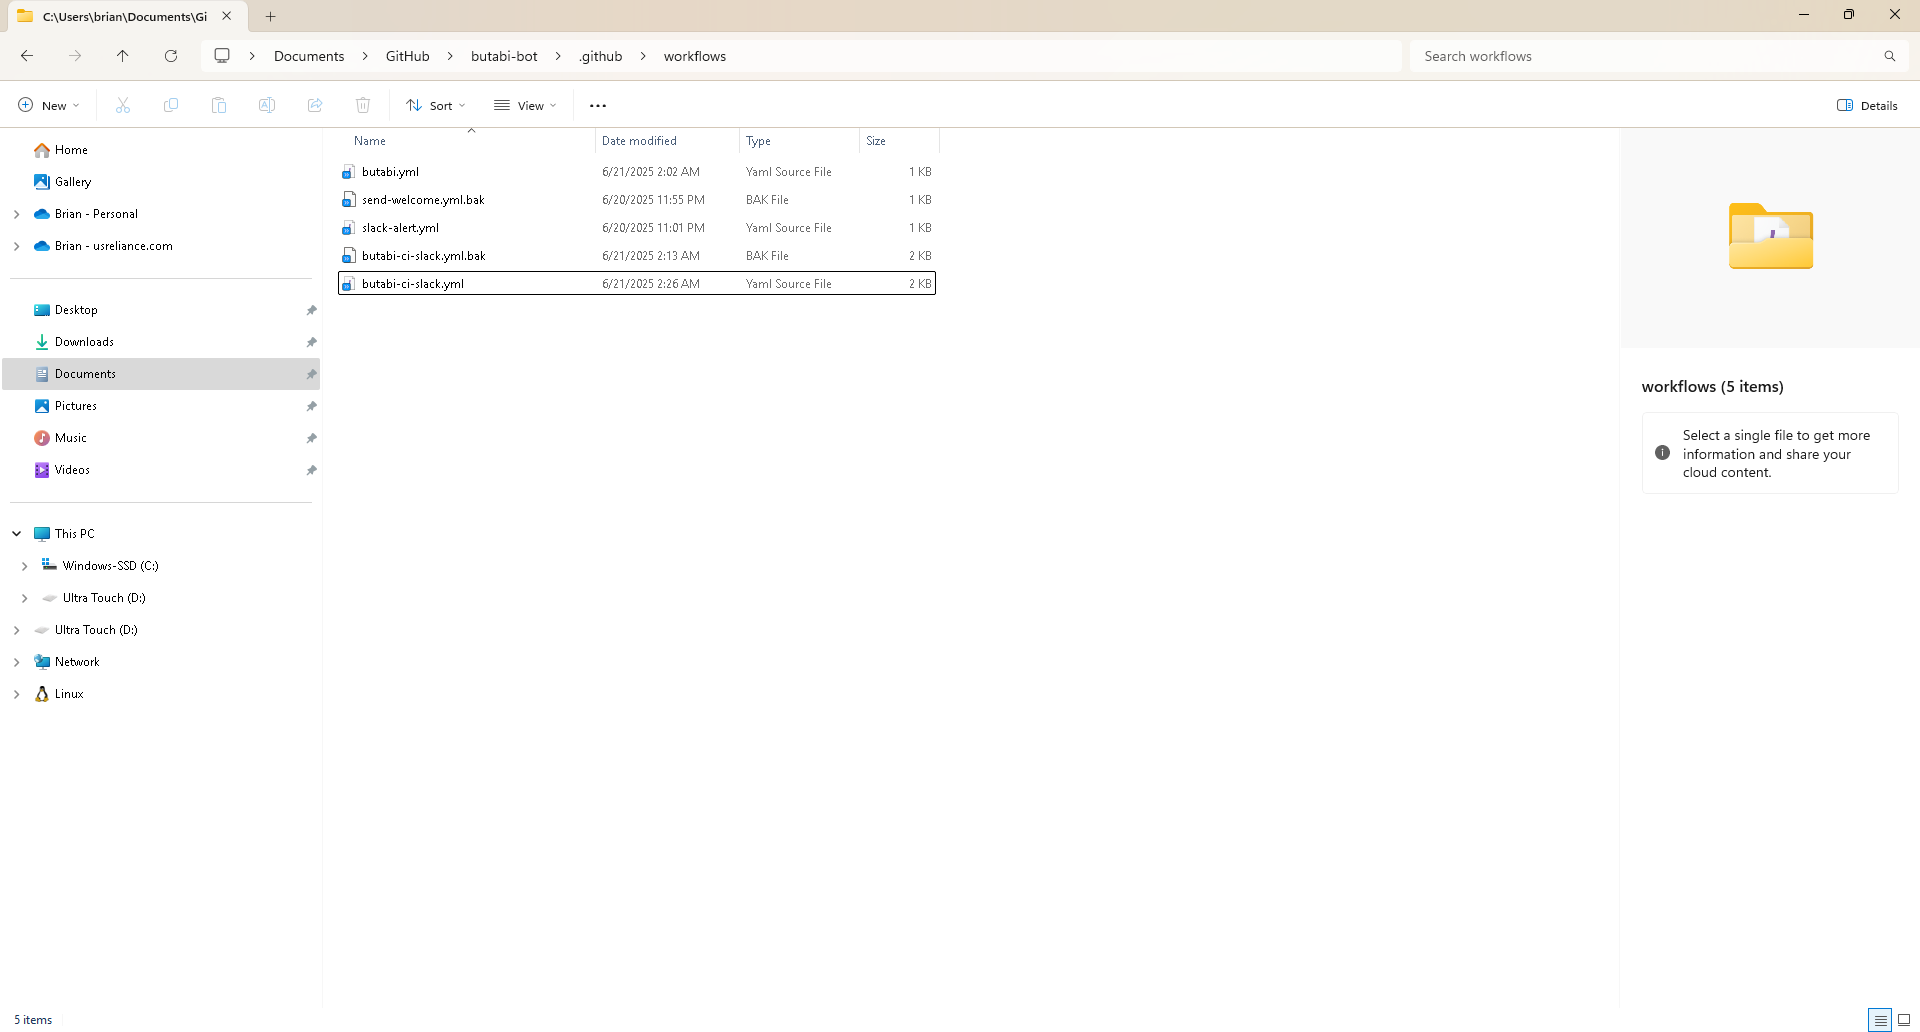 C:\Users\brian\Documents\Gi
Documents > GitHub > butabi-bot > .github > workflows
Search workflows
New
Sort
View
Details
Home
Gallery
Brian - Personal
Brian - usreliance.com
Desktop
Downloads
Documents
Pictures
Music
Videos
This PC
Windows-SSD (C:)
Ultra Touch (D:)
Ultra Touch (D:)
Network
Linux
Name Date modified Type Size
butabi.yml 6/21/2025 2:02 AM Yaml Source File 1 KB
send-welcome.yml.bak 6/20/2025 11:55 PM BAK File 1 KB
slack-alert.yml 6/20/2025 11:01 PM Yaml Source File 1 KB
butabi-ci-slack.yml.bak 6/21/2025 2:13 AM BAK File 2 KB
butabi-ci-slack.yml 6/21/2025 2:26 AM Yaml Source File 2 KB
workflows (5 items)
Select a single file to get more
information and share your
cloud content.
5 items